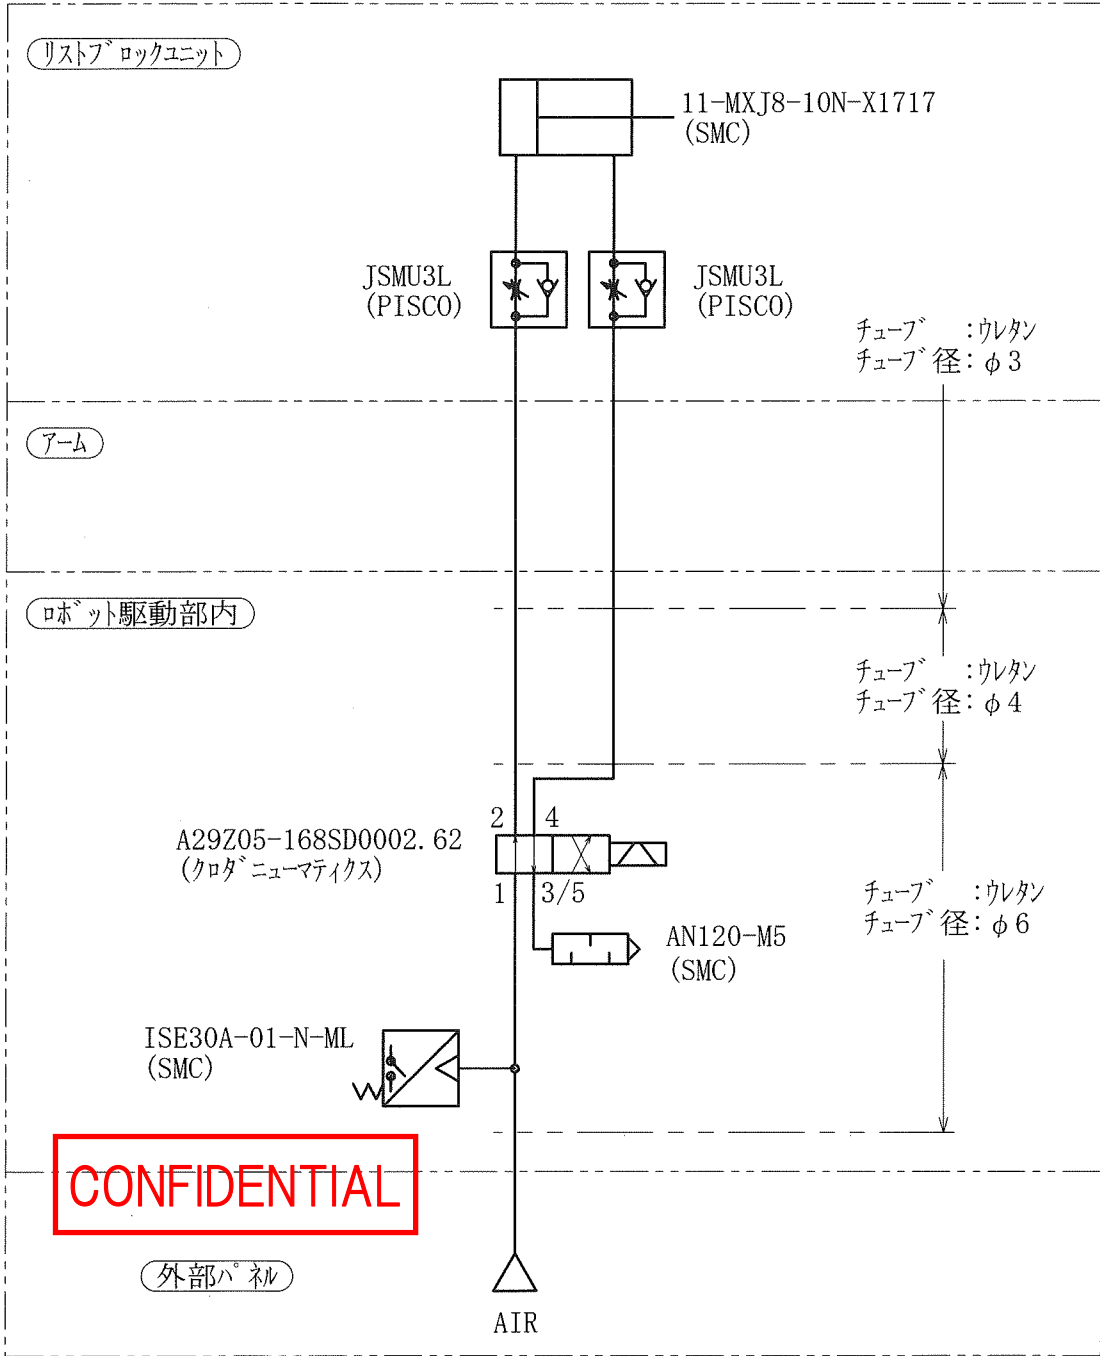 リストブロックユニット
11-MXJ8-10N-X1717
(SMC)
JSMU3L
(PISCO)
JSMU3L
(PISCO)
チューブ　:ウレタン
チューブ径:φ3
アーム
ロボット駆動部内
チューブ　:ウレタン
チューブ径:φ4
2 4
A29Z05-168SD0002.62
(クロダニューマティクス)
1 3/5
チューブ　:ウレタン
チューブ径:φ6
AN120-M5
(SMC)
ISE30A-01-N-ML
(SMC)
CONFIDENTIAL
外部パネル
AIR